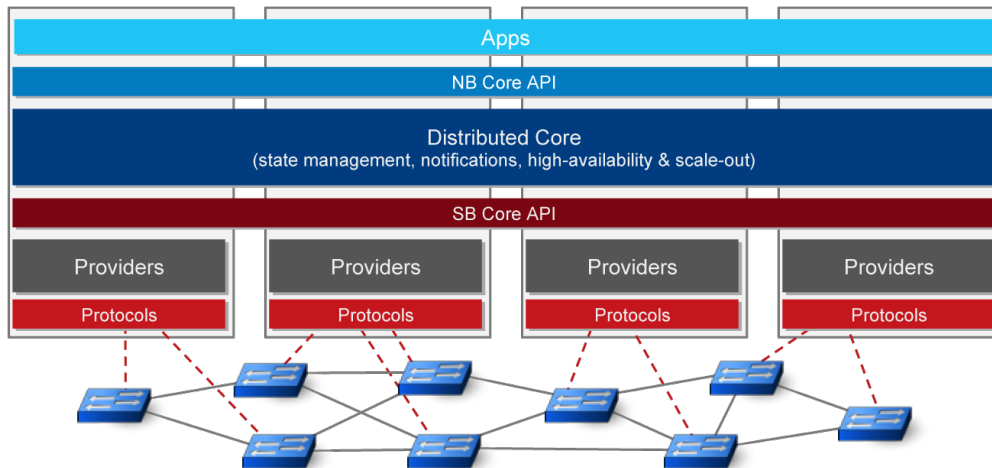 Apps
NB Core API
Distributed Core
(state management, notifications, high-availability & scale-out)
SB Core API
Providers
Providers
Providers
Providers
Protocols
Protocols
Protocols
Protocols